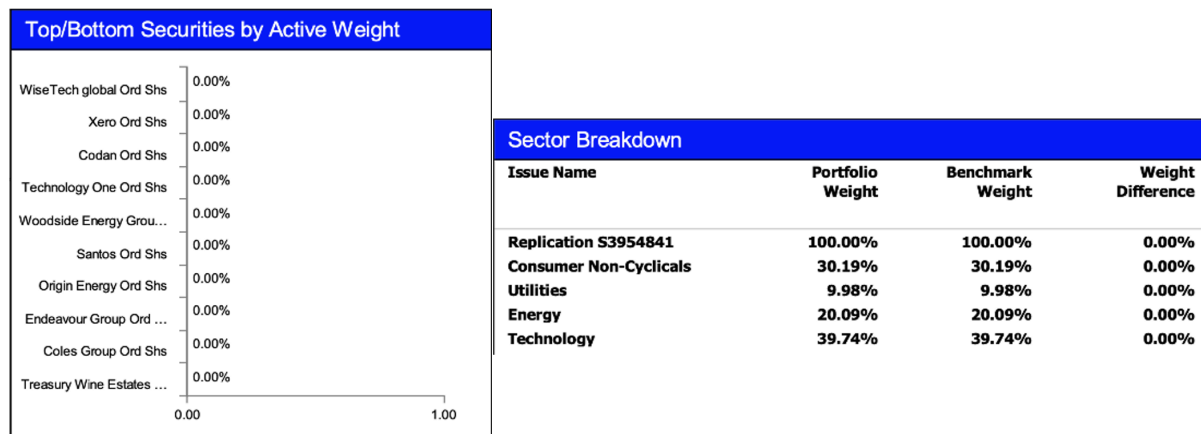 Top/Bottom Securities by Active Weight
WiseTech global Ord Shs 0.00%
Xero Ord Shs 0.00%
Codan Ord Shs 0.00%
Technology One Ord Shs 0.00%
Woodside Energy Grou... 0.00%
Santos Ord Shs 0.00%
Origin Energy Ord Shs 0.00%
Endeavour Group Ord ... 0.00%
Coles Group Ord Shs 0.00%
Treasury Wine Estates ... 0.00%
0.00 1.00
Sector Breakdown
Issue Name Portfolio Benchmark Weight
Weight Weight Difference
Replication S3954841 100.00% 100.00% 0.00%
Consumer Non-Cyclicals 30.19% 30.19% 0.00%
Utilities 9.98% 9.98% 0.00%
Energy 20.09% 20.09% 0.00%
Technology 39.74% 39.74% 0.00%